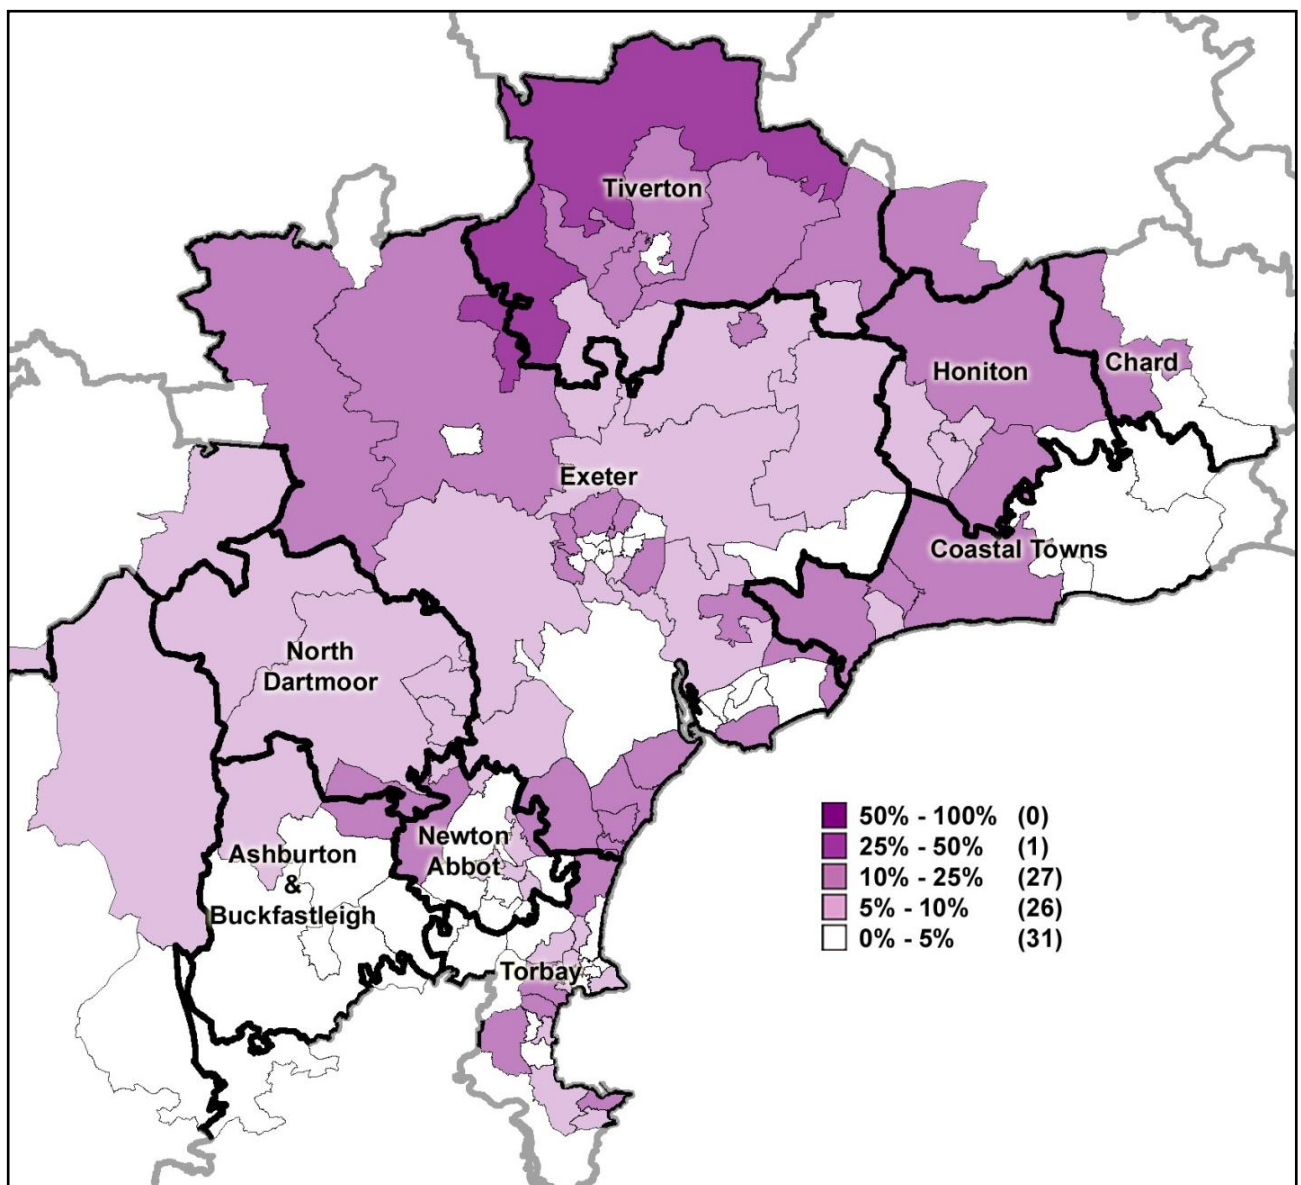 Tiverton
Honiton
Chard
Exeter
Coastal Towns
North
Dartmoor
Newton
Abbot
Ashburton
&
Buckfastleigh
Torbay
50% - 100% (0)
25% - 50% (1)
10% - 25% (27)
5% - 10% (26)
0% - 5% (31)